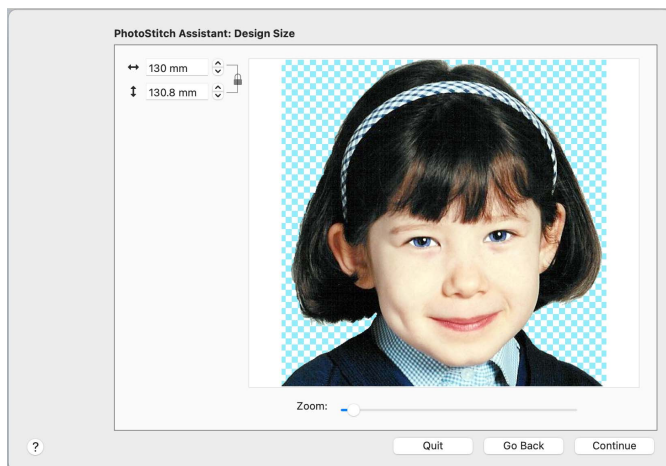 PhotoStitch Assistant: Design Size
130 mm
130.8 mm
Zoom:
?
Quit
Go Back
Continue